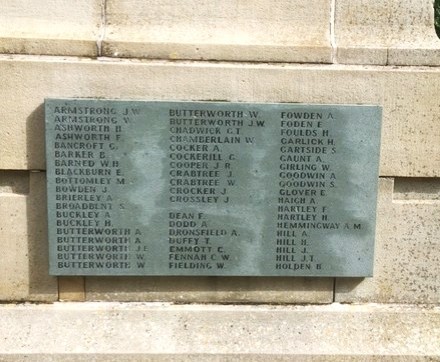 ARMSTRONG J.W.
ARMSTRONG W.
ASHWORTH H.
ASHWORTH F.
BANCROFT G.
BARKER B.
BARNED W.H.
BLACKBURN E.
BOTTOMLEY M.
BOWDEN J.
BRIERLEY A.
BROADBENT S.
BUCKLEY A.
BUCKLEY H.
BUTTERWORTH A.
BUTTERWORTH A.
BUTTERWORTH J.E.
BUTTERWORTH W.
BUTTERWORTH W.
BUTTERWORTH W.
BUTTERWORTH J.W.
CHADWICK G.T.
CHAMBERLAIN W.
COCKER A.
COCKERILL G.
COOPER J.R.
CRABTREE J.
CRABTREE W.
CROCKER J.
CROSSLEY J.
DEAN F.
DODD A.
DRONSFIELD A.
DUFFY T.
EMMOTT C.
FENNAH C.W.
FIELDING W.
FOWDEN A.
FODEN E.
FOULDS H.
GARLICK H.
GARTSIDE S.
GAUNT A.
GIRLING W.
GOODWIN A.
GOODWIN S.
GLOVER E.
HAIGH A.
HARTLEY F.
HARTLEY H.
HEMMINGWAY A.M.
HILL A.
HILL H.
HILL J.
HILL J.T.
HOLDEN B.